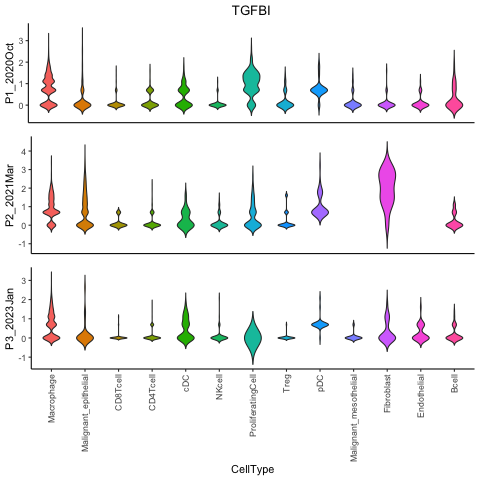 TGFBI
P1_2020Oct
3
2
1
0
P2_2021Mar
4
3
2
1
0
-1
P3_2023Jan
3
2
1
0
-1
Macrophage
Malignant_epithelial
CD8Tcell
CD4Tcell
cDC
NKcell
ProliferatingCell
Treg
pDC
Malignant_mesothelial
Fibroblast
Endothelial
Bcell
CellType